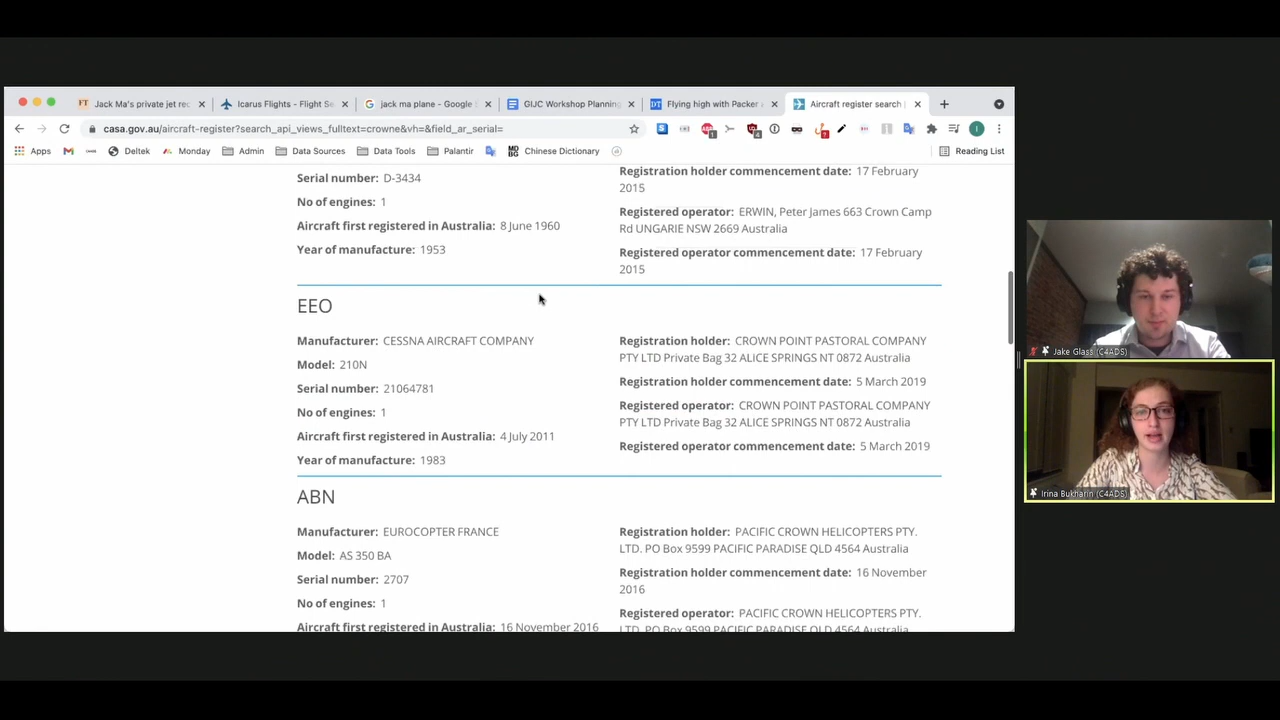 Jack Ma's private jet rec
Icarus Flights - Flight Se
jack ma plane - Google
GIJC Workshop Planning
Flying high with Packer
Aircraft register search
casa.gov.au/aircraft-register?search_api_views_fulltext=crowne&vh=&field_ar_serial=
Apps
Deltek
Monday
Admin
Data Sources
Data Tools
Palantir
Chinese Dictionary
Reading List
Serial number: D-3434
No of engines: 1
Aircraft first registered in Australia: 8 June 1960
Year of manufacture: 1953
Registration holder commencement date: 17 February
2015
Registered operator: ERWIN, Peter James 663 Crown Camp
Rd UNGARIE NSW 2669 Australia
Registered operator commencement date: 17 February
2015
EEO
Manufacturer: CESSNA AIRCRAFT COMPANY
Model: 210N
Serial number: 21064781
No of engines: 1
Aircraft first registered in Australia: 4 July 2011
Year of manufacture: 1983
Registration holder: CROWN POINT PASTORAL COMPANY
PTY LTD Private Bag 32 ALICE SPRINGS NT 0872 Australia
Registration holder commencement date: 5 March 2019
Registered operator: CROWN POINT PASTORAL COMPANY
PTY LTD Private Bag 32 ALICE SPRINGS NT 0872 Australia
Registered operator commencement date: 5 March 2019
ABN
Manufacturer: EUROCOPTER FRANCE
Model: AS 350 BA
Serial number: 2707
No of engines: 1
Aircraft first registered in Australia: 16 November 2016
Registration holder: PACIFIC CROWN HELICOPTERS PTY.
LTD. PO Box 9599 PACIFIC PARADISE QLD 4564 Australia
Registration holder commencement date: 16 November
2016
Registered operator: PACIFIC CROWN HELICOPTERS PTY.
LTD. PO Box 9599 PACIFIC PARADISE QLD 4564 Australia
Jake Glass (C4ADS)
Irina Bukharin (C4ADS)